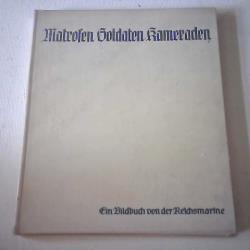 Matrosen Soldaten Kameraden
Ein Bildbuch von der Reichsmarine